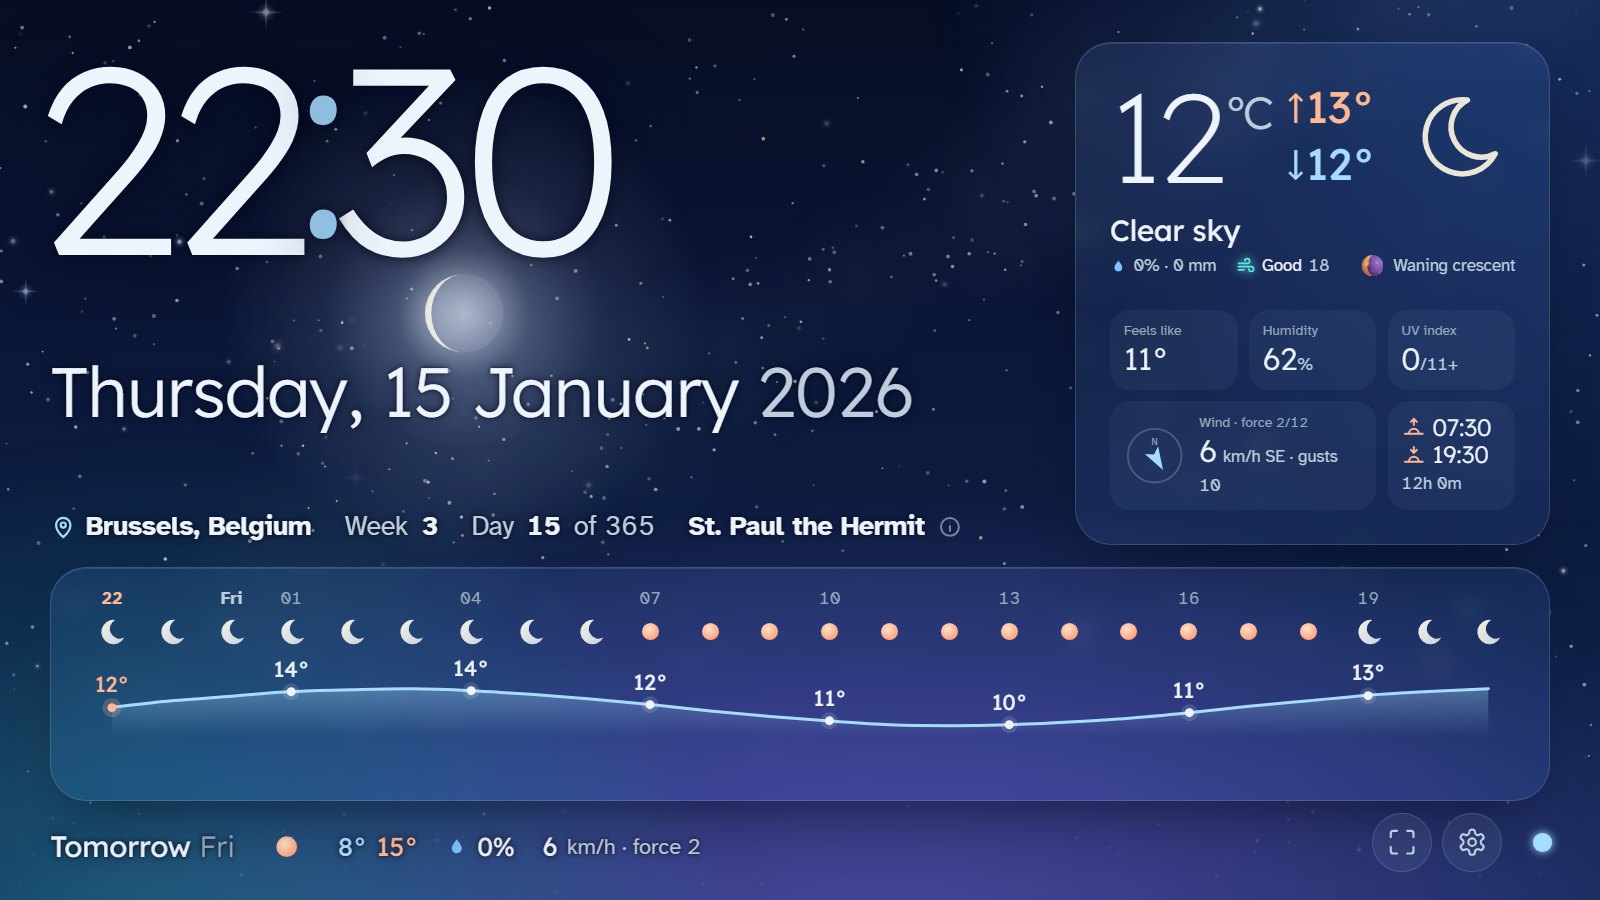 22:30
Thursday, 15 January 2026
Brussels, Belgium Week 3 Day 15 of 365 St. Paul the Hermit
12°C ↑13°
↓12°
Clear sky
0% · 0 mm Good 18 Waning crescent
Feels like Humidity UV index
11° 62% 0/11+
N
Wind · force 2/12
6 km/h SE · gusts
10
07:30
19:30
12h 0m
22 Fri 01 04 07 10 13 16 19
12° 14° 14° 12° 11° 10° 11° 13°
Tomorrow Fri 8° 15° 0% 6 km/h · force 2